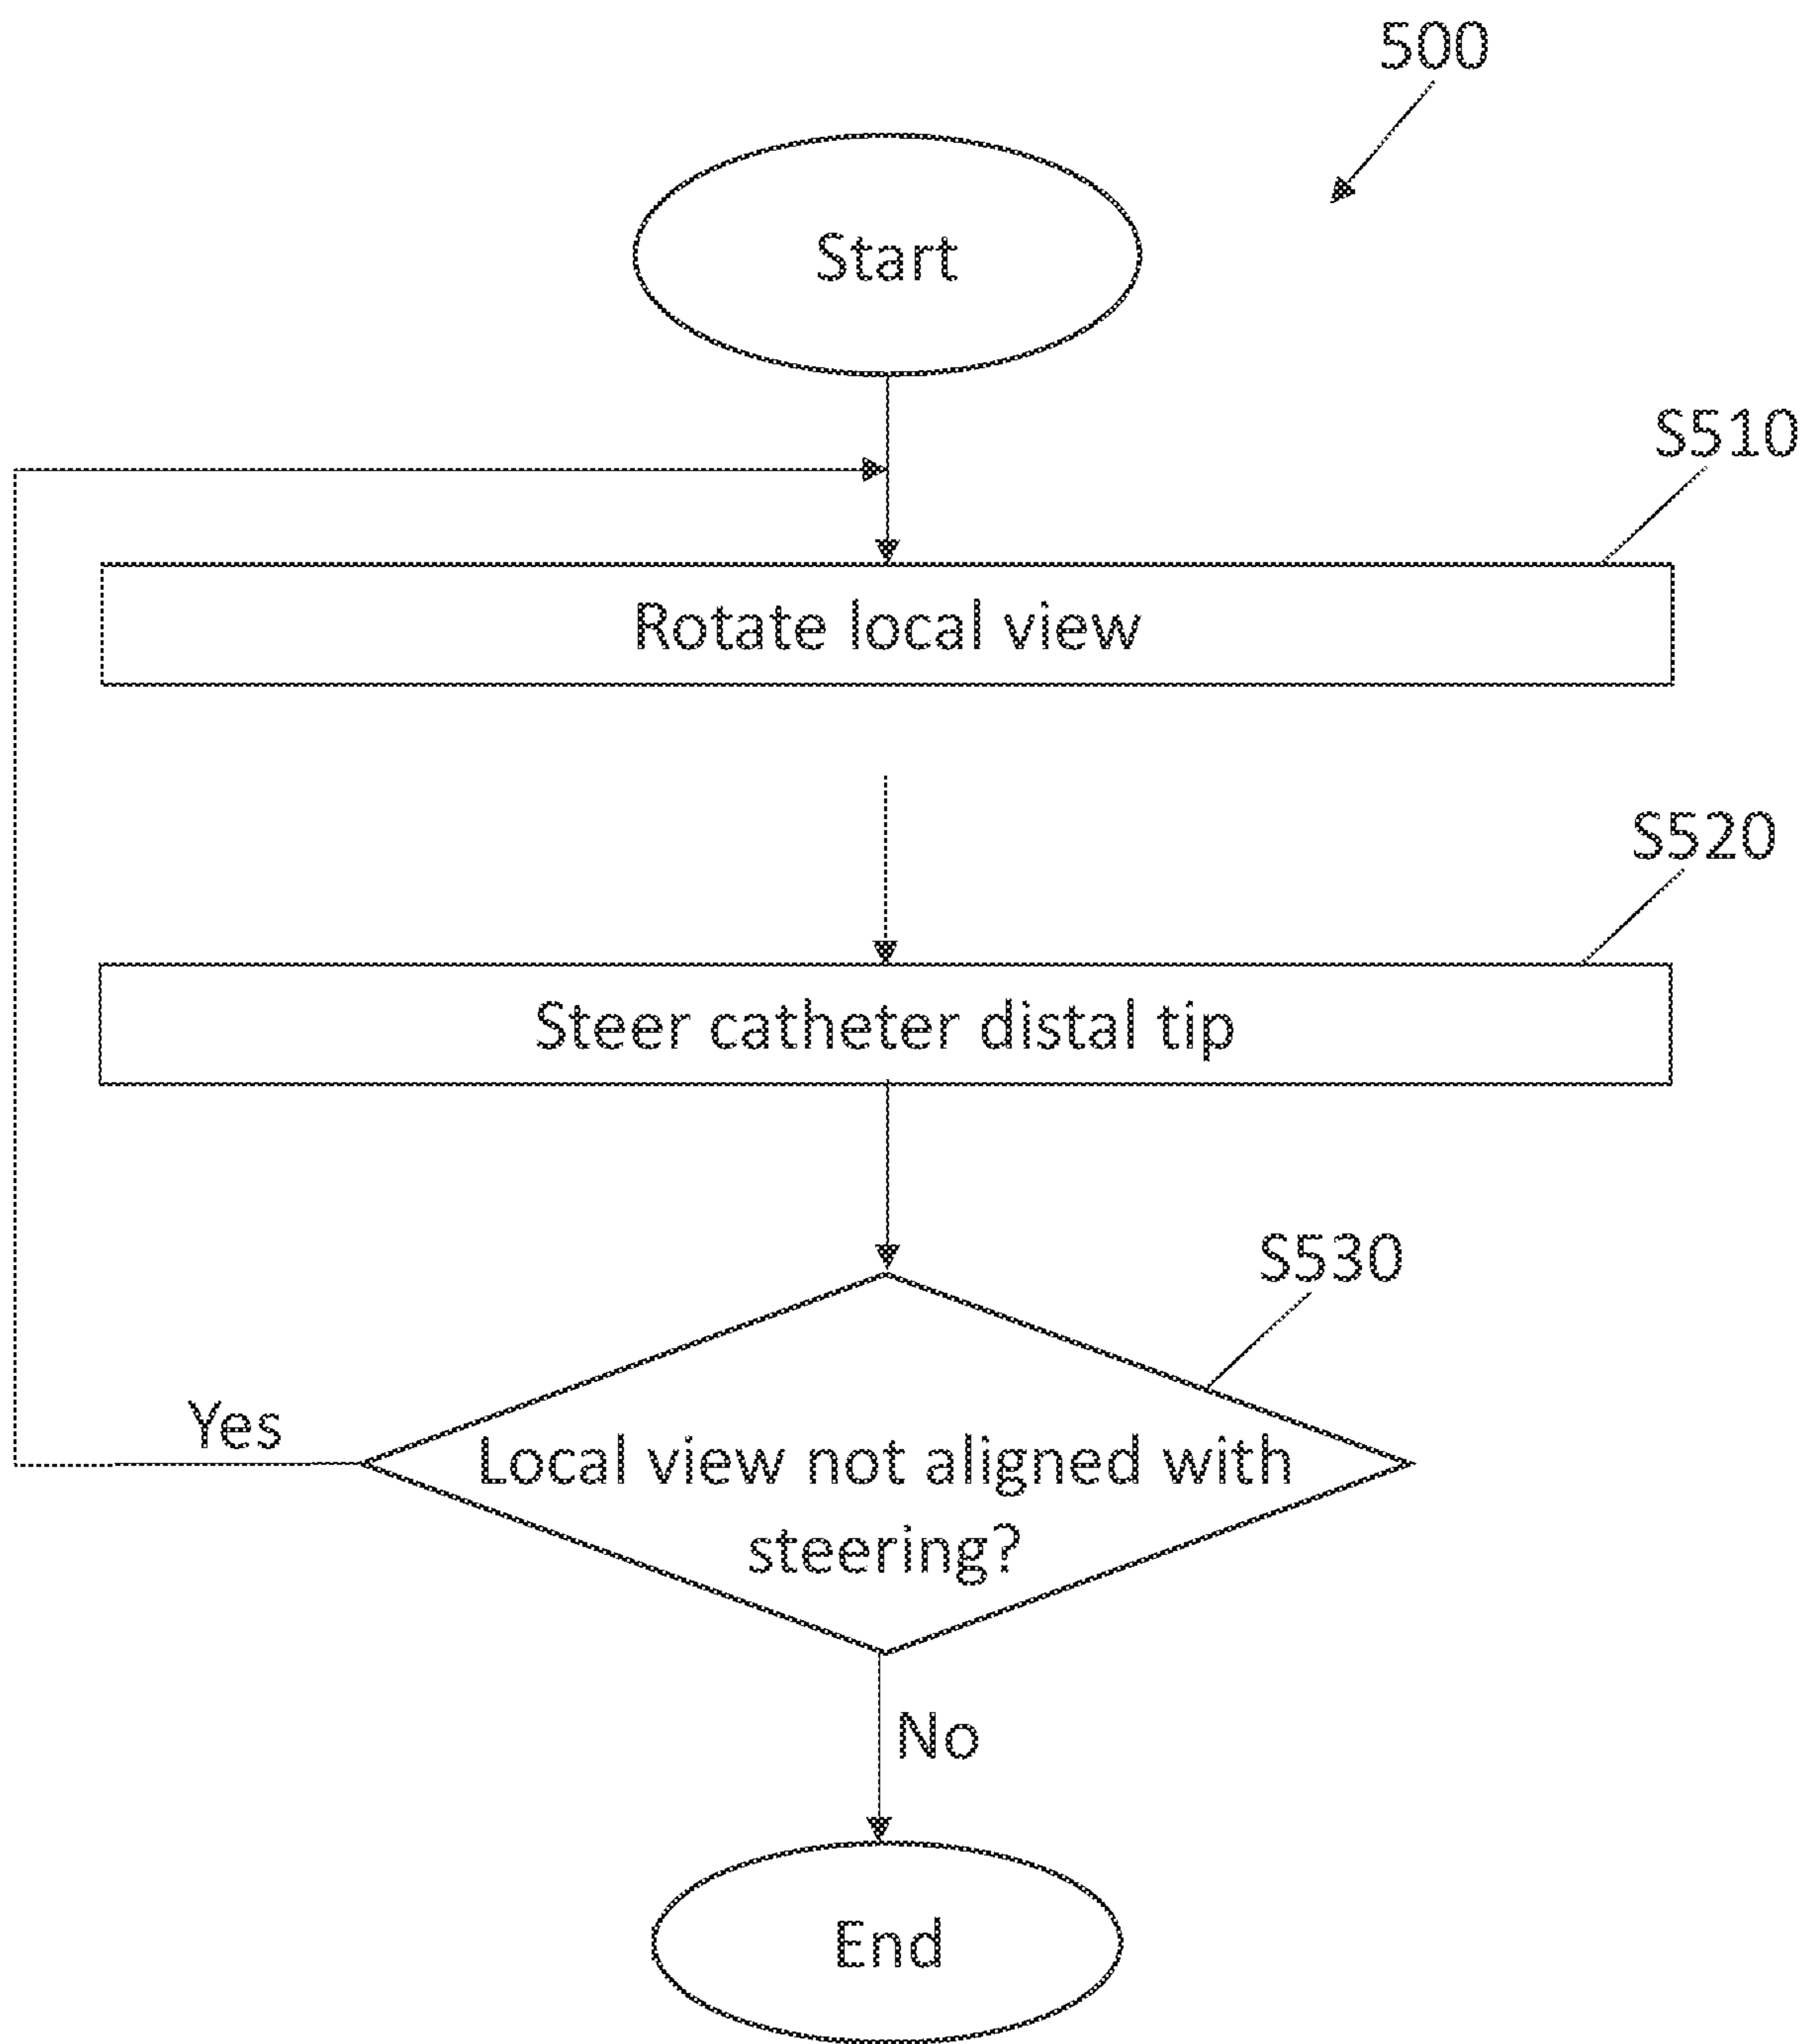 500
Start
S510
Rotate local view
S520
Steer catheter distal tip
S530
Yes
Local view not aligned with
steering?
No
End